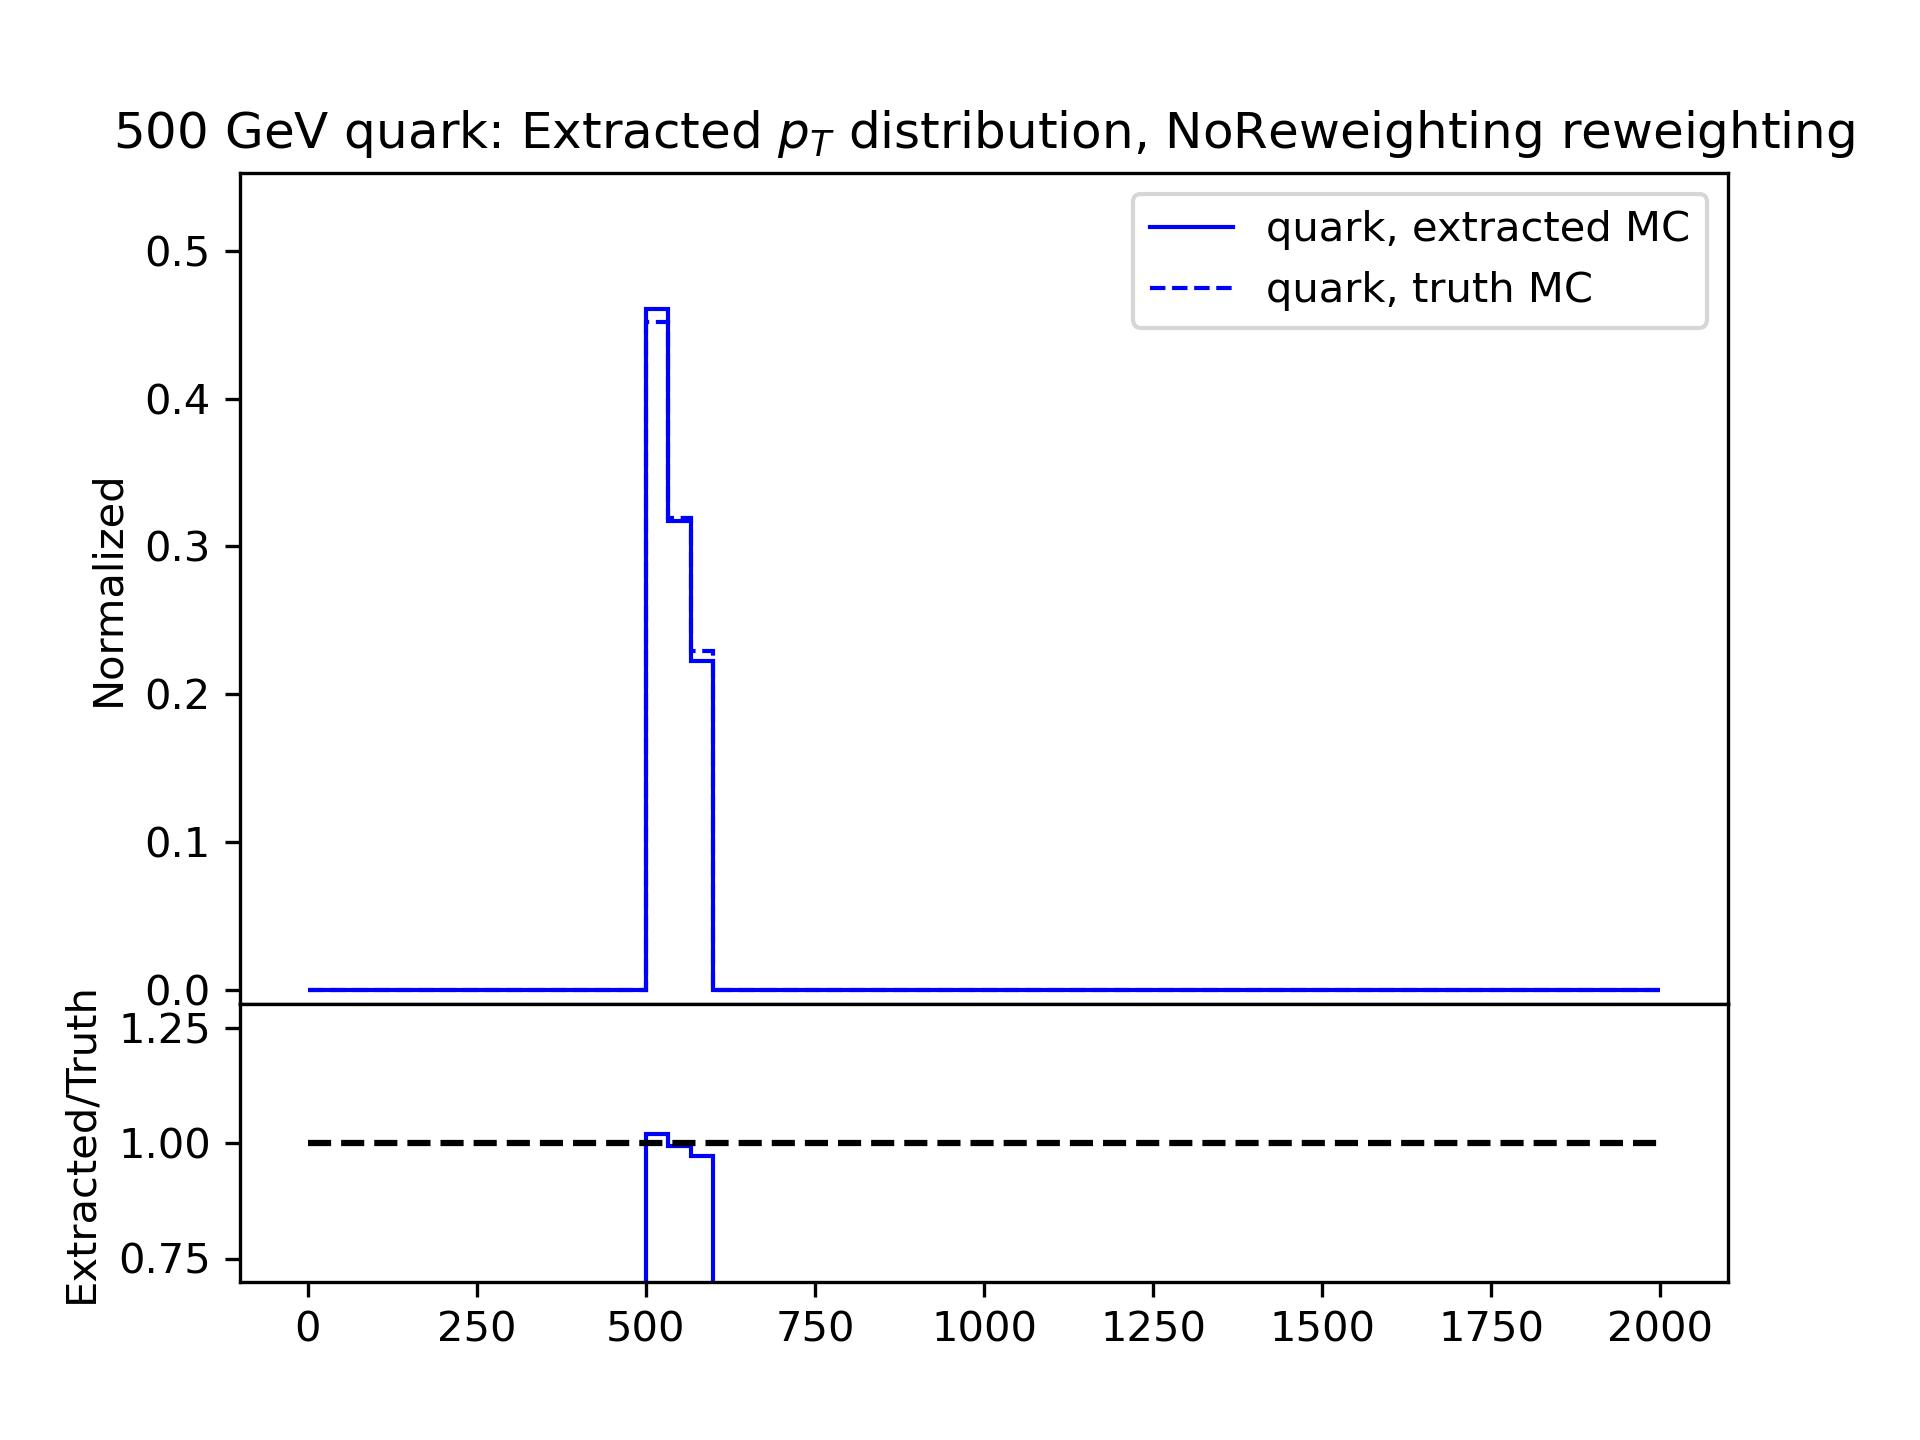 500 GeV quark: Extracted p_T distribution, NoReweighting reweighting
quark, extracted MC
quark, truth MC
Normalized
0.5
0.4
0.3
0.2
0.1
0.0
Extracted/Truth
1.25
1.00
0.75
0 250 500 750 1000 1250 1500 1750 2000